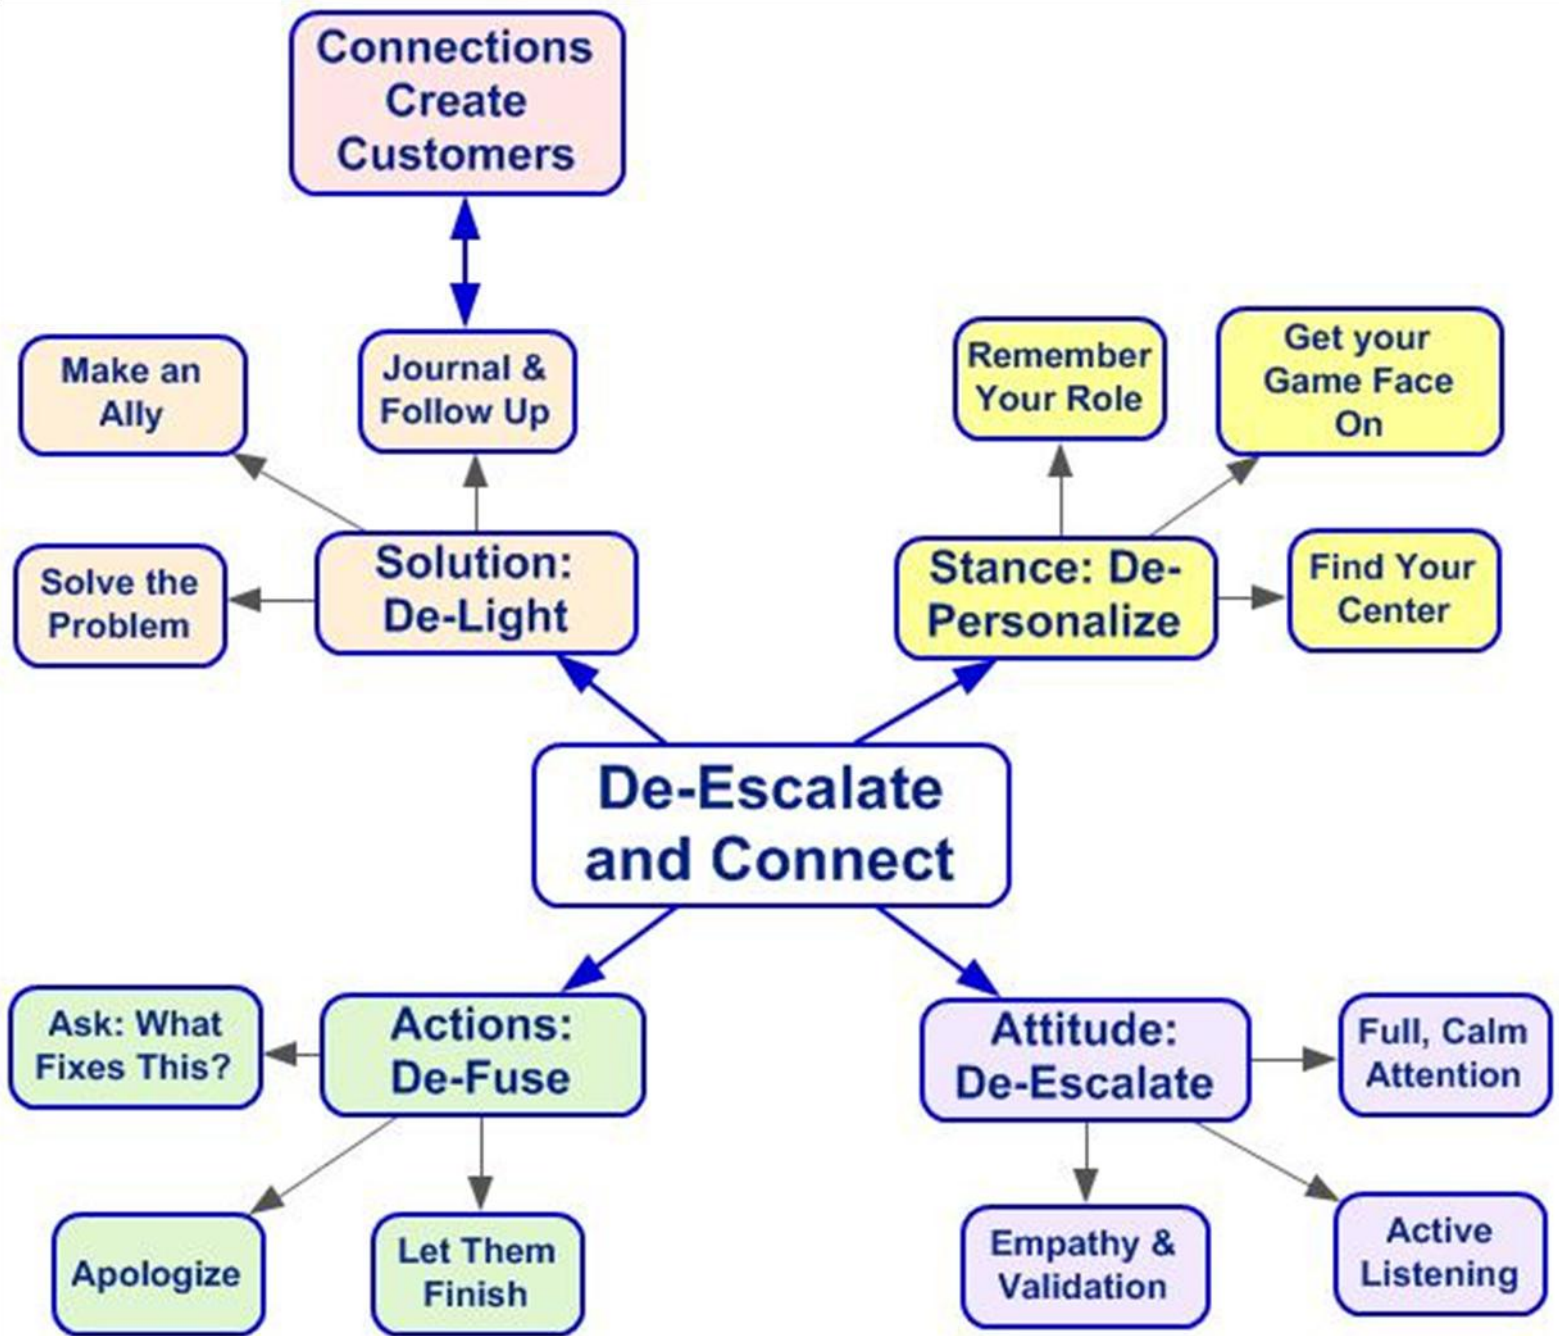 Connections
Create
Customers
Make an
Ally
Journal &
Follow Up
Remember
Your Role
Get your
Game Face
On
Solve the
Problem
Solution:
De-Light
Stance: De-
Personalize
Find Your
Center
De-Escalate
and Connect
Ask: What
Fixes This?
Actions:
De-Fuse
Attitude:
De-Escalate
Full, Calm
Attention
Apologize
Let Them
Finish
Empathy &
Validation
Active
Listening